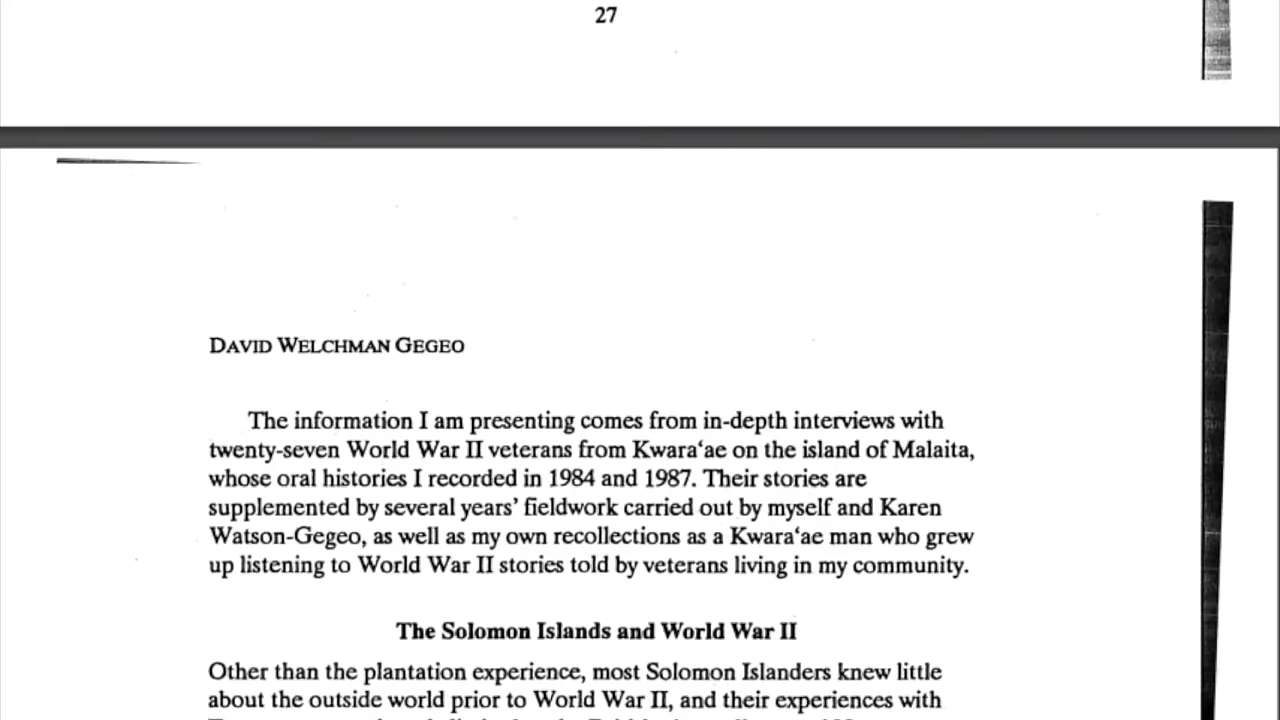 27
DAVID WELCHMAN GEGEO
The information I am presenting comes from in-depth interviews with
twenty-seven World War II veterans from Kwara‘ae on the island of Malaita,
whose oral histories I recorded in 1984 and 1987. Their stories are
supplemented by several years’ fieldwork carried out by myself and Karen
Watson-Gegeo, as well as my own recollections as a Kwara‘ae man who grew
up listening to World War II stories told by veterans living in my community.
The Solomon Islands and World War II
Other than the plantation experience, most Solomon Islanders knew little
about the outside world prior to World War II, and their experiences with